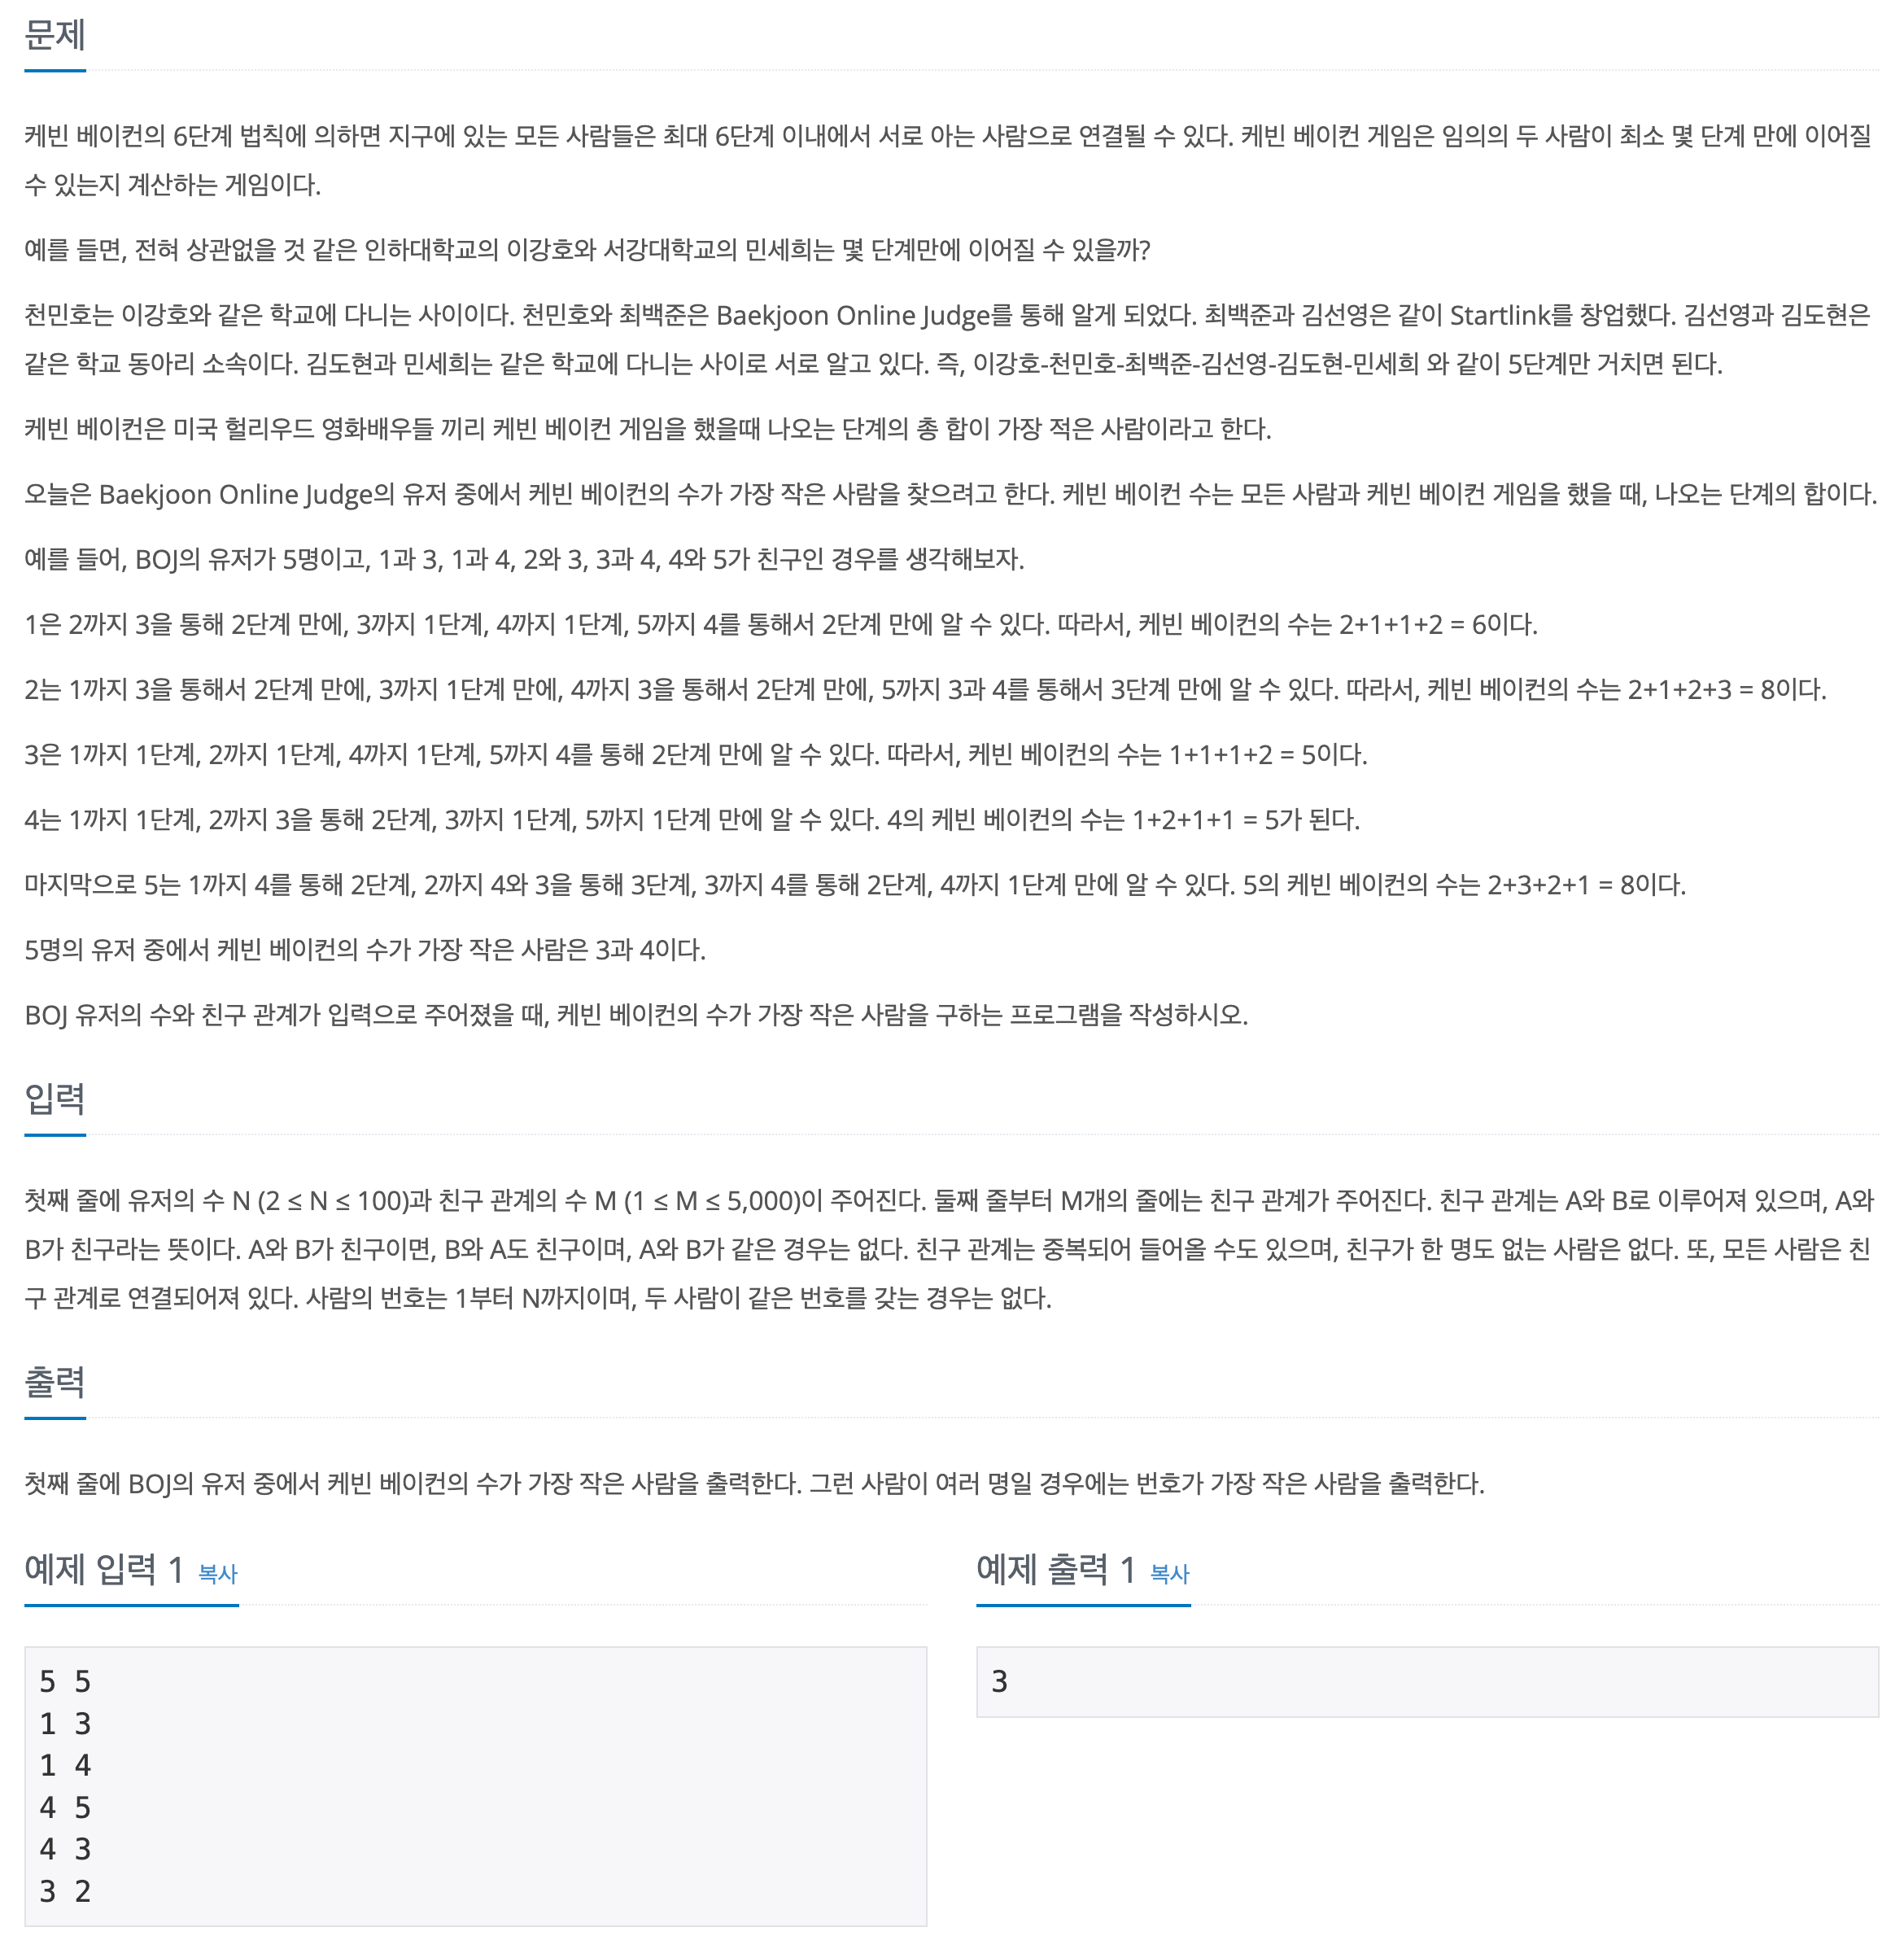 문제
케빈 베이컨의 6단계 법칙에 의하면 지구에 있는 모든 사람들은 최대 6단계 이내에서 서로 아는 사람으로 연결될 수 있다. 케빈 베이컨 게임은 임의의 두 사람이 최소 몇 단계 만에 이어질
수 있는지 계산하는 게임이다.
예를 들면, 전혀 상관없을 것 같은 인하대학교의 이강호와 서강대학교의 민세희는 몇 단계만에 이어질 수 있을까?
천민호는 이강호와 같은 학교에 다니는 사이이다. 천민호와 최백준은 Baekjoon Online Judge를 통해 알게 되었다. 최백준과 김선영은 같이 Startlink를 창업했다. 김선영과 김도현은
같은 학교 동아리 소속이다. 김도현과 민세희는 같은 학교에 다니는 사이로 서로 알고 있다. 즉, 이강호-천민호-최백준-김선영-김도현-민세희 와 같이 5단계만 거치면 된다.
케빈 베이컨은 미국 헐리우드 영화배우들 끼리 케빈 베이컨 게임을 했을때 나오는 단계의 총 합이 가장 적은 사람이라고 한다.
오늘은 Baekjoon Online Judge의 유저 중에서 케빈 베이컨의 수가 가장 작은 사람을 찾으려고 한다. 케빈 베이컨 수는 모든 사람과 케빈 베이컨 게임을 했을 때, 나오는 단계의 합이다.
예를 들어, BOJ의 유저가 5명이고, 1과 3, 1과 4, 2와 3, 3과 4, 4와 5가 친구인 경우를 생각해보자.
1은 2까지 3을 통해 2단계 만에, 3까지 1단계, 4까지 1단계, 5까지 4를 통해서 2단계 만에 알 수 있다. 따라서, 케빈 베이컨의 수는 2+1+1+2 = 6이다.
2는 1까지 3을 통해서 2단계 만에, 3까지 1단계 만에, 4까지 3을 통해서 2단계 만에, 5까지 3과 4를 통해서 3단계 만에 알 수 있다. 따라서, 케빈 베이컨의 수는 2+1+2+3 = 8이다.
3은 1까지 1단계, 2까지 1단계, 4까지 1단계, 5까지 4를 통해 2단계 만에 알 수 있다. 따라서, 케빈 베이컨의 수는 1+1+1+2 = 5이다.
4는 1까지 1단계, 2까지 3을 통해 2단계, 3까지 1단계, 5까지 1단계 만에 알 수 있다. 4의 케빈 베이컨의 수는 1+2+1+1 = 5가 된다.
마지막으로 5는 1까지 4를 통해 2단계, 2까지 4와 3을 통해 3단계, 3까지 4를 통해 2단계, 4까지 1단계 만에 알 수 있다. 5의 케빈 베이컨의 수는 2+3+2+1 = 8이다.
5명의 유저 중에서 케빈 베이컨의 수가 가장 작은 사람은 3과 4이다.
BOJ 유저의 수와 친구 관계가 입력으로 주어졌을 때, 케빈 베이컨의 수가 가장 작은 사람을 구하는 프로그램을 작성하시오.
입력
첫째 줄에 유저의 수 N (2 ≤ N ≤ 100)과 친구 관계의 수 M (1 ≤ M ≤ 5,000)이 주어진다. 둘째 줄부터 M개의 줄에는 친구 관계가 주어진다. 친구 관계는 A와 B로 이루어져 있으며, A와
B가 친구라는 뜻이다. A와 B가 친구이면, B와 A도 친구이며, A와 B가 같은 경우는 없다. 친구 관계는 중복되어 들어올 수도 있으며, 친구가 한 명도 없는 사람은 없다. 또, 모든 사람은 친
구 관계로 연결되어져 있다. 사람의 번호는 1부터 N까지이며, 두 사람이 같은 번호를 갖는 경우는 없다.
출력
첫째 줄에 BOJ의 유저 중에서 케빈 베이컨의 수가 가장 작은 사람을 출력한다. 그런 사람이 여러 명일 경우에는 번호가 가장 작은 사람을 출력한다.
예제 입력 1 복사
5 5
1 3
1 4
4 5
4 3
3 2
예제 출력 1 복사
3